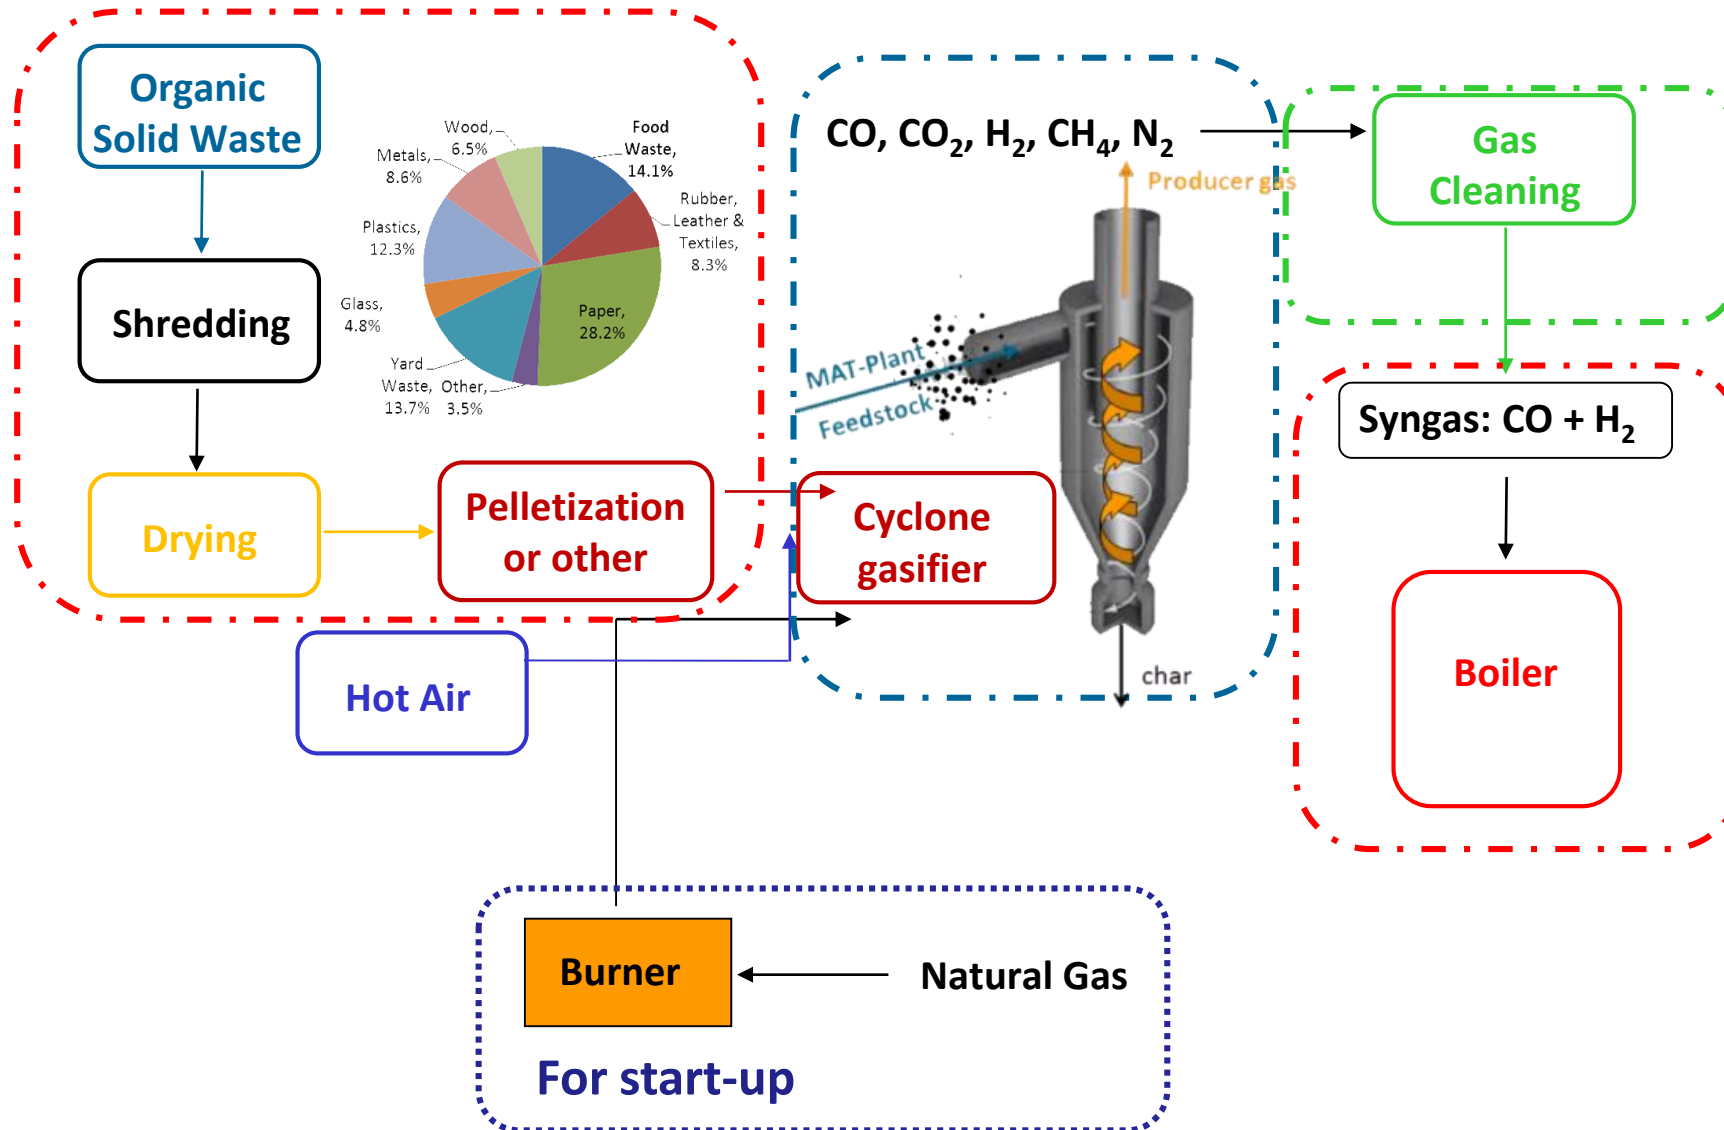 Organic
Solid Waste
Shredding
Drying
Pelletization
or other
Wood,
6.5%
Food
Waste,
14.1%
Metals,
8.6%
Rubber,
Leather &
Textiles,
8.3%
Plastics,
12.3%
Glass,
4.8%
Paper,
28.2%
Yard
Waste,
13.7%
Other,
3.5%
Hot Air
CO, CO₂, H₂, CH₄, N₂
Producer gas
MAT-Plant
Feedstock
Cyclone
gasifier
char
Gas
Cleaning
Syngas: CO + H₂
Boiler
Burner
Natural Gas
For start-up